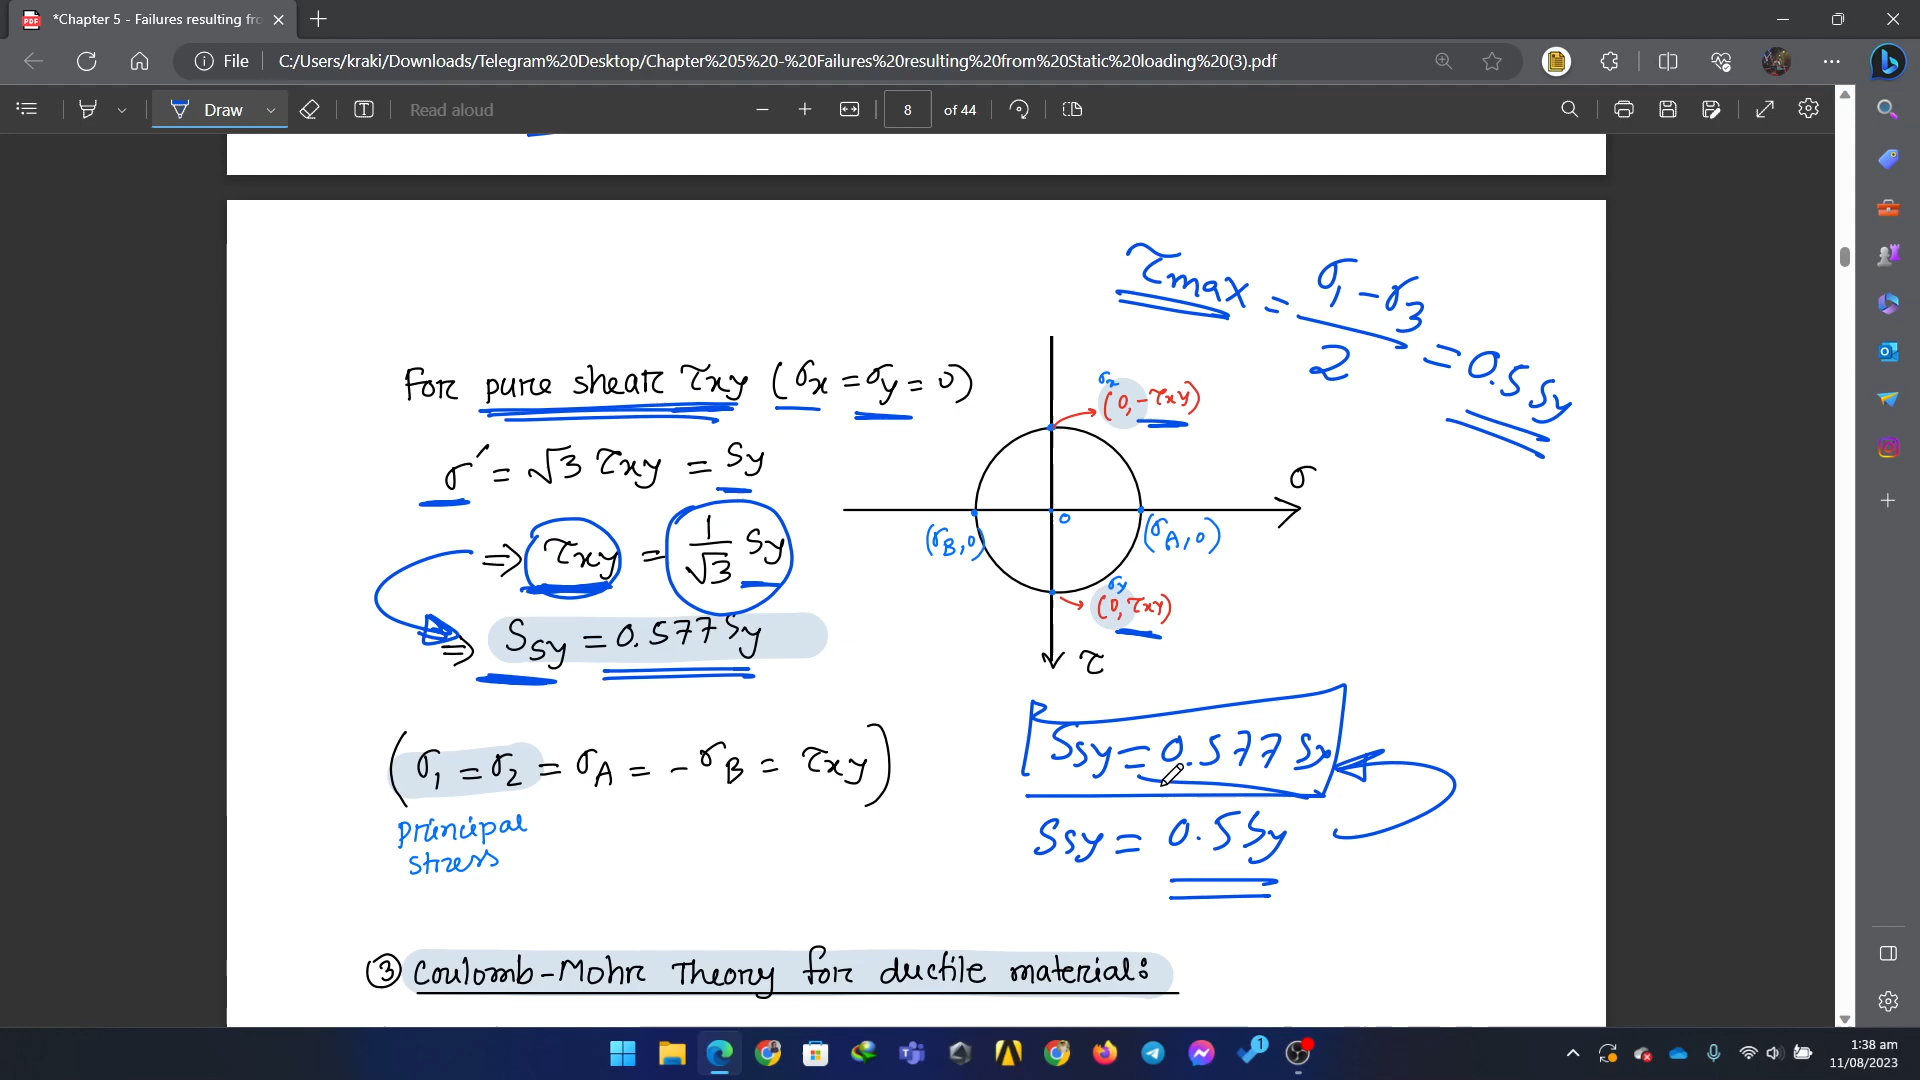 *Chapter 5 - Failures resulting fro
File
C:/Users/kraki/Downloads/Telegram%20Desktop/Chapter%205%20-%20Failures%20resulting%20from%20Static%20loading%20(3).pdf
Draw
Read aloud
8
of 44
τmax = σ₁ - σ₃ / 2 = 0.5 Sy
For pure shear τxy (σx = σy = 0)
σx
(0, -τxy)
σ′ = √3 τxy = Sy
σ
⇒ τxy = 1/√3 Sy
0
(σB, 0)
(σA, 0)
σy
(0, τxy)
⇒ Ssy = 0.577 Sy
τ
Ssy = 0.577 Sy
(σ₁ = σ₂ = σA = -σB = τxy)
Principal
stress
Ssy = 0.5 Sy
③ Coulomb-Mohr Theory for ductile material:
1
1:38 am
11/08/2023